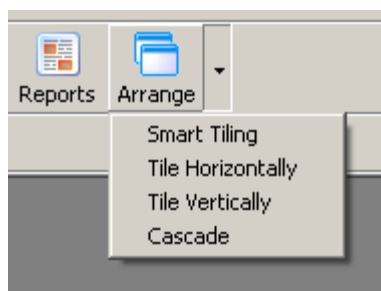 Reports Arrange
Smart Tiling
Tile Horizontally
Tile Vertically
Cascade